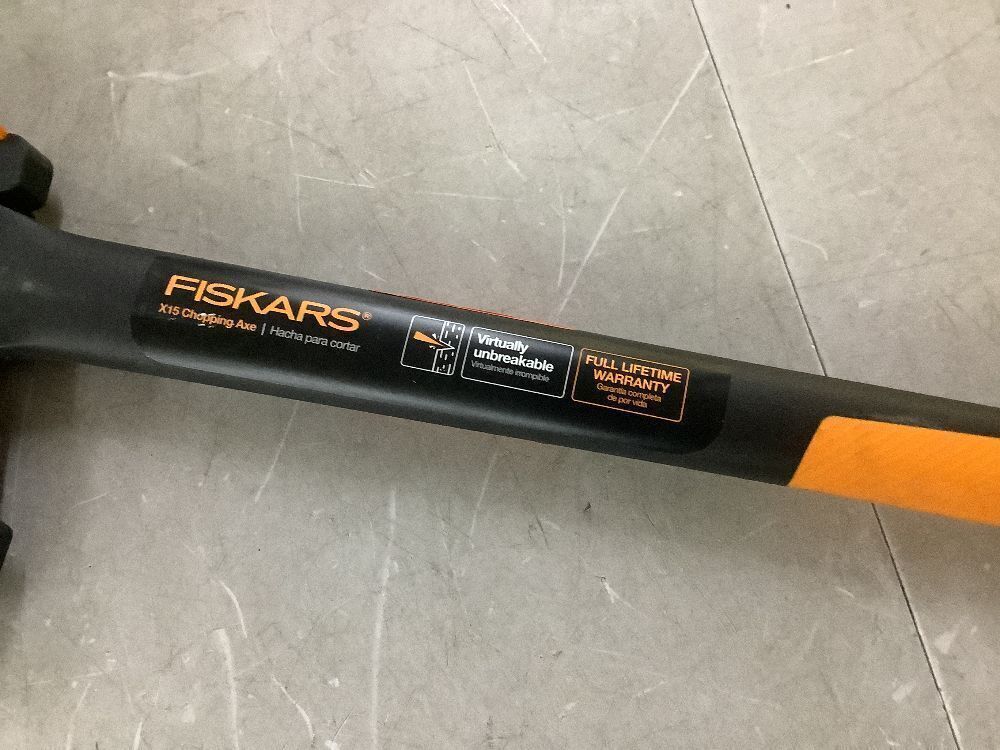 FISKARS®
X15 Chopping Axe | Hacha para cortar
Virtually
unbreakable
Virtualmente irrompible
FULL LIFETIME
WARRANTY
Garantía completa
de por vida